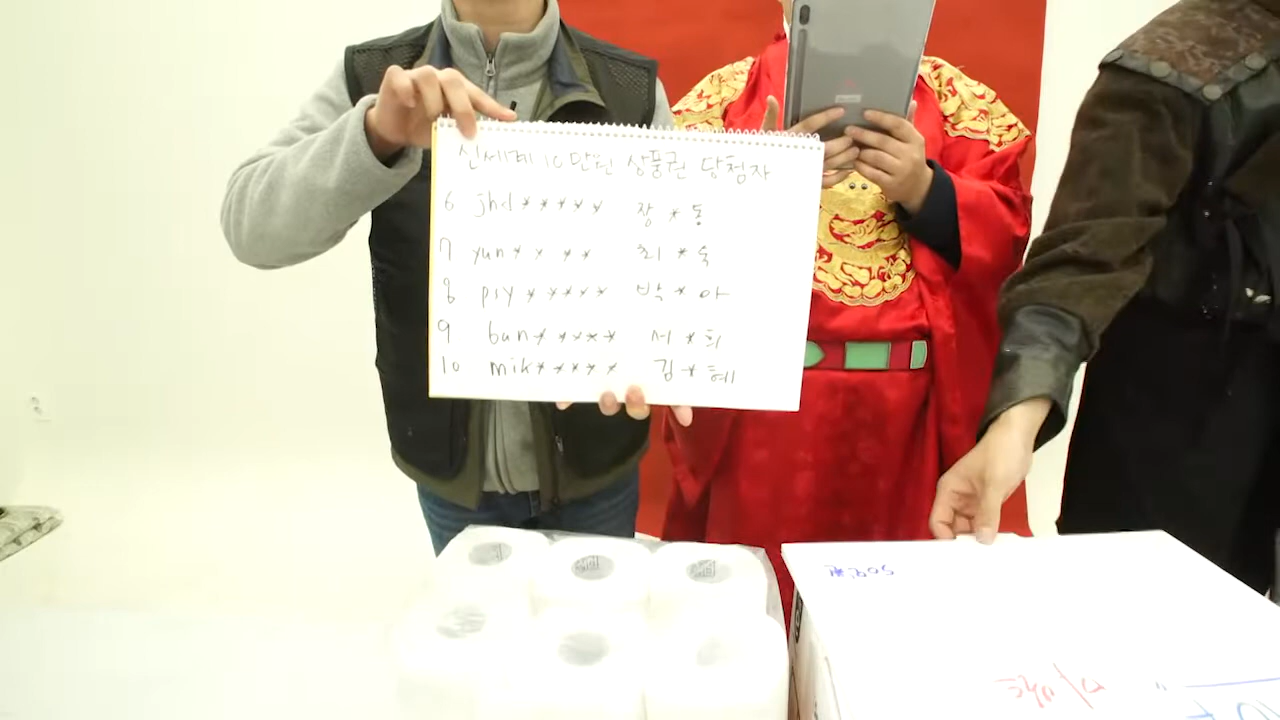 신세계 10만원 상품권 당첨자
6 jhd***** 장*동
7 yun* * ** 최*숙
8 psy ***** 박*아
9 ban* **** 서*희
10 mik***** 김*혜